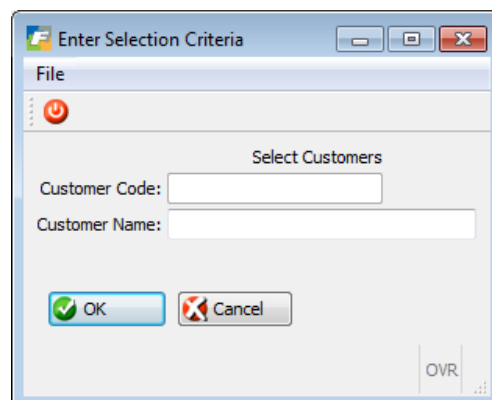 Enter Selection Criteria
File
Select Customers
Customer Code:
Customer Name:
OK Cancel
OVR